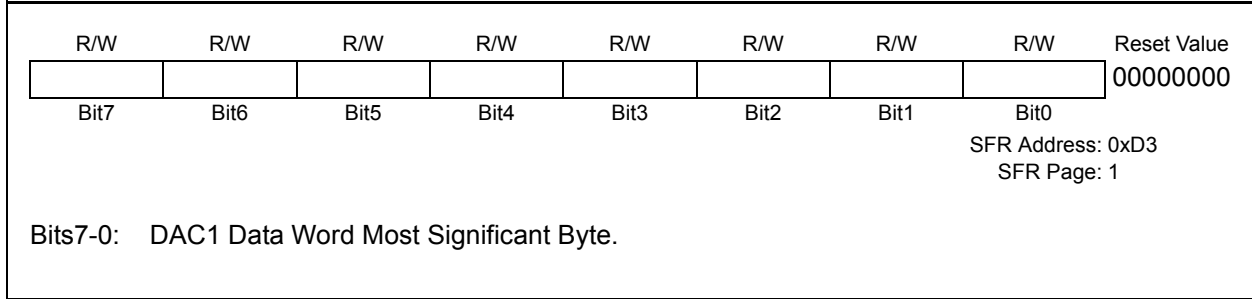 R/W R/W R/W R/W R/W R/W R/W R/W Reset Value
00000000
Bit7 Bit6 Bit5 Bit4 Bit3 Bit2 Bit1 Bit0
SFR Address: 0xD3
SFR Page: 1
Bits7-0: DAC1 Data Word Most Significant Byte.